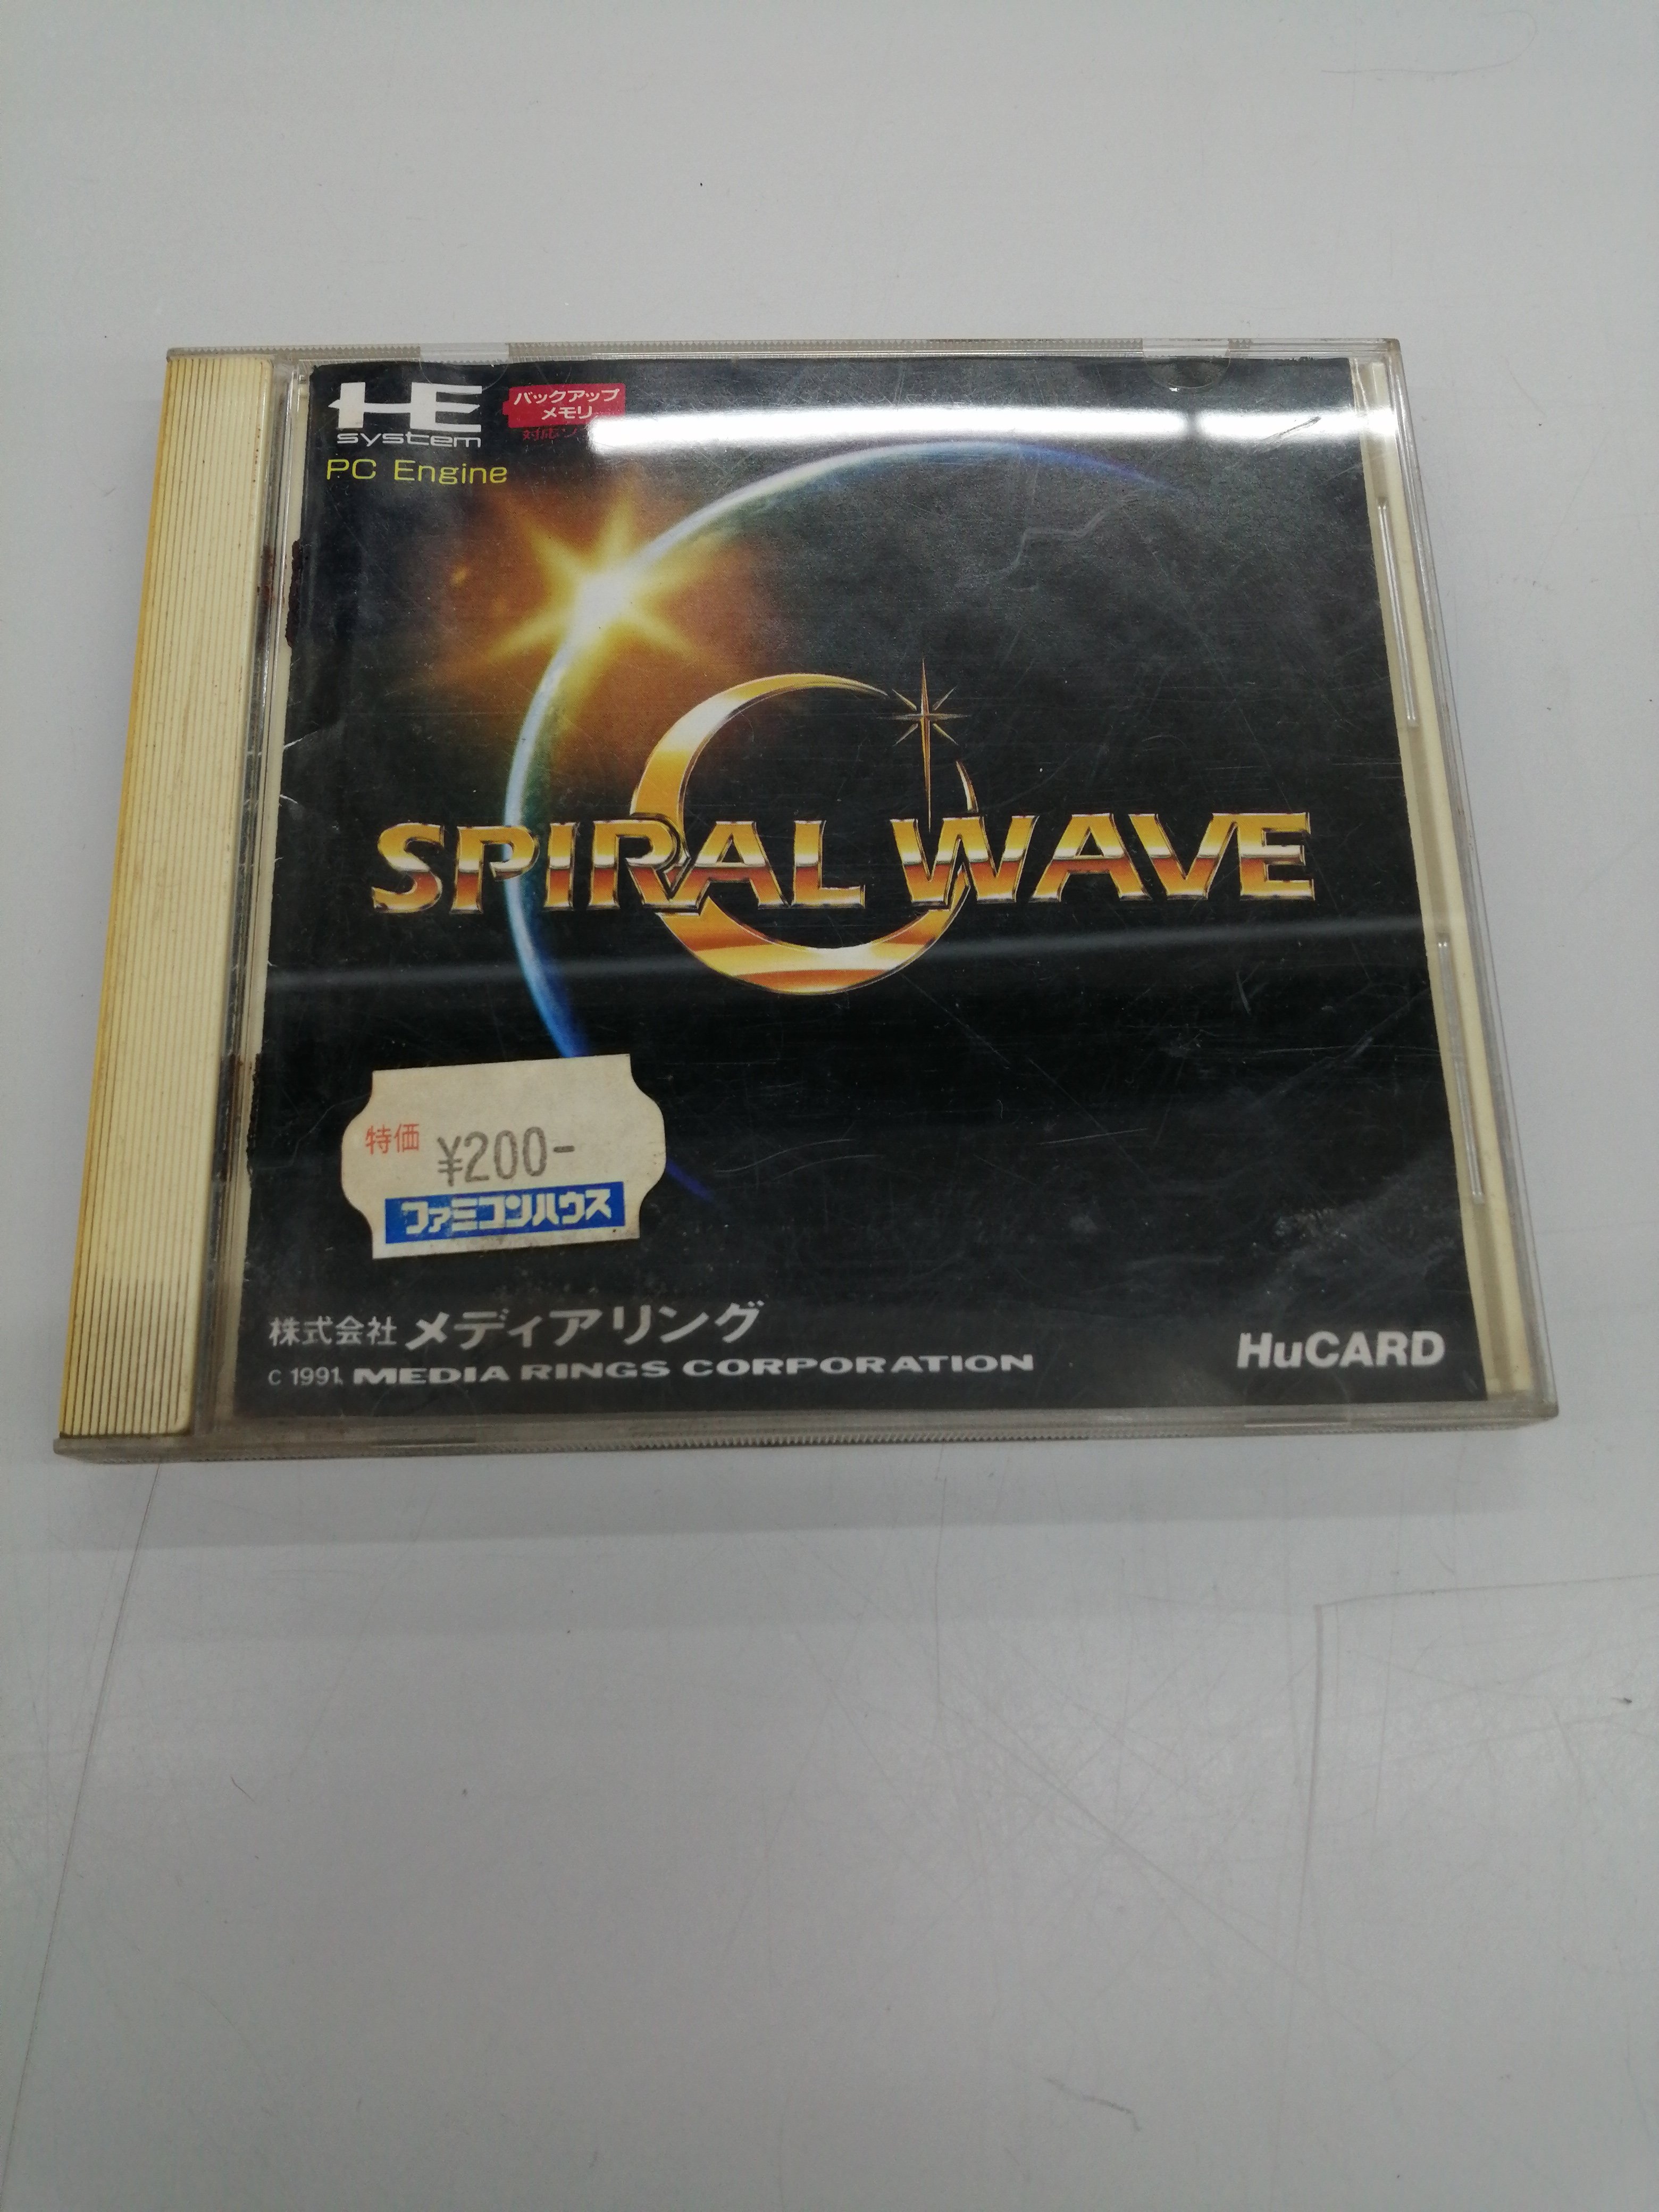 HE
system
PC Engine
バックアップ
メモリ
対応
SPIRAL WAVE
特価 ¥200-
ファミコンハウス
株式会社 メディアリング
C 1991, MEDIA RINGS CORPORATION
HuCARD